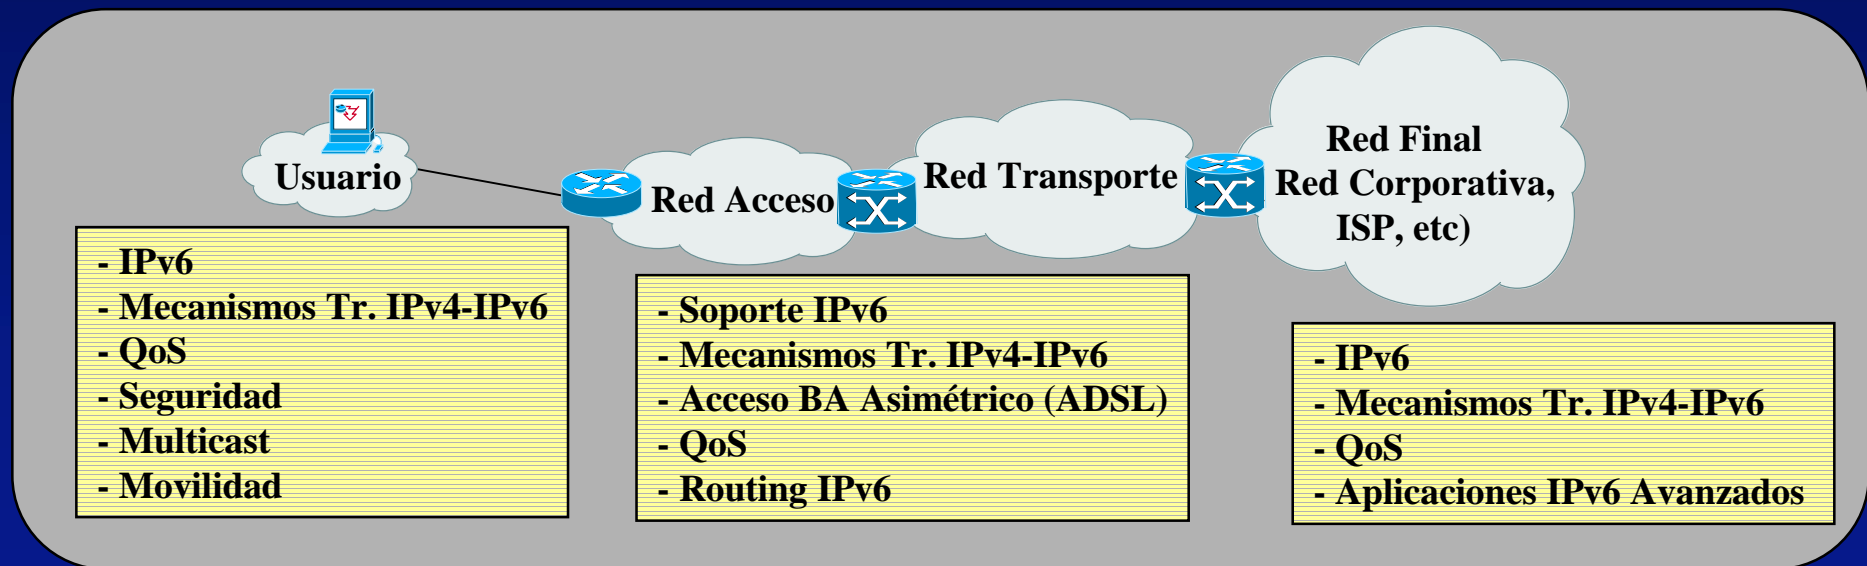 Usuario
Red Acceso
Red Transporte
Red Final
Red Corporativa,
ISP, etc)
- IPv6
- Mecanismos Tr. IPv4-IPv6
- QoS
- Seguridad
- Multicast
- Movilidad
- Soporte IPv6
- Mecanismos Tr. IPv4-IPv6
- Acceso BA Asimétrico (ADSL)
- QoS
- Routing IPv6
- IPv6
- Mecanismos Tr. IPv4-IPv6
- QoS
- Aplicaciones IPv6 Avanzados